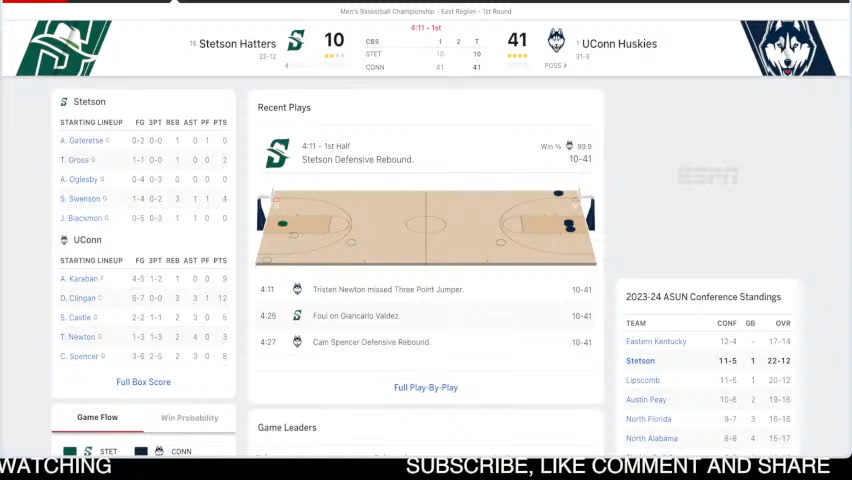 Men's Basketball Championship - East Region - 1st Round
16 Stetson Hatters
22-12
10
4:11 - 1st
CBS 1 2 T
STET 10 10
CONN 41 41
41
1 UConn Huskies
31-3
POSS
Stetson
STARTING LINEUP FG 3PT REB AST PF PTS
A. Gateretse C 0-2 0-0 1 0 1 0
T. Gross G 1-1 0-0 1 0 0 2
A. Oglesby G 0-4 0-3 0 0 0 0
S. Swenson G 1-4 0-2 3 1 1 4
J. Blackmon G 0-5 0-3 1 1 0 0
UConn
STARTING LINEUP FG 3PT REB AST PF PTS
A. Karaban F 4-5 1-2 1 0 0 9
D. Clingan C 6-7 0-0 3 3 1 12
S. Castle G 2-2 1-1 2 3 0 5
T. Newton G 1-3 1-3 2 4 0 3
C. Spencer G 3-6 2-5 2 3 0 8
Full Box Score
Game Flow Win Probability
STET CONN
Recent Plays
4:11 - 1st Half
Stetson Defensive Rebound.
Win % 99.9
10-41
4:11 Tristen Newton missed Three Point Jumper. 10-41
4:25 Foul on Giancarlo Valdez. 10-41
4:27 Cam Spencer Defensive Rebound. 10-41
Full Play-By-Play
Game Leaders
ESPN
2023-24 ASUN Conference Standings
TEAM CONF GB OVR
Eastern Kentucky 12-4 - 17-14
Stetson 11-5 1 22-12
Lipscomb 11-5 1 20-12
Austin Peay 10-6 2 19-16
North Florida 9-7 3 16-16
North Alabama 8-8 4 15-17
WATCHING SUBSCRIBE, LIKE COMMENT AND SHARE